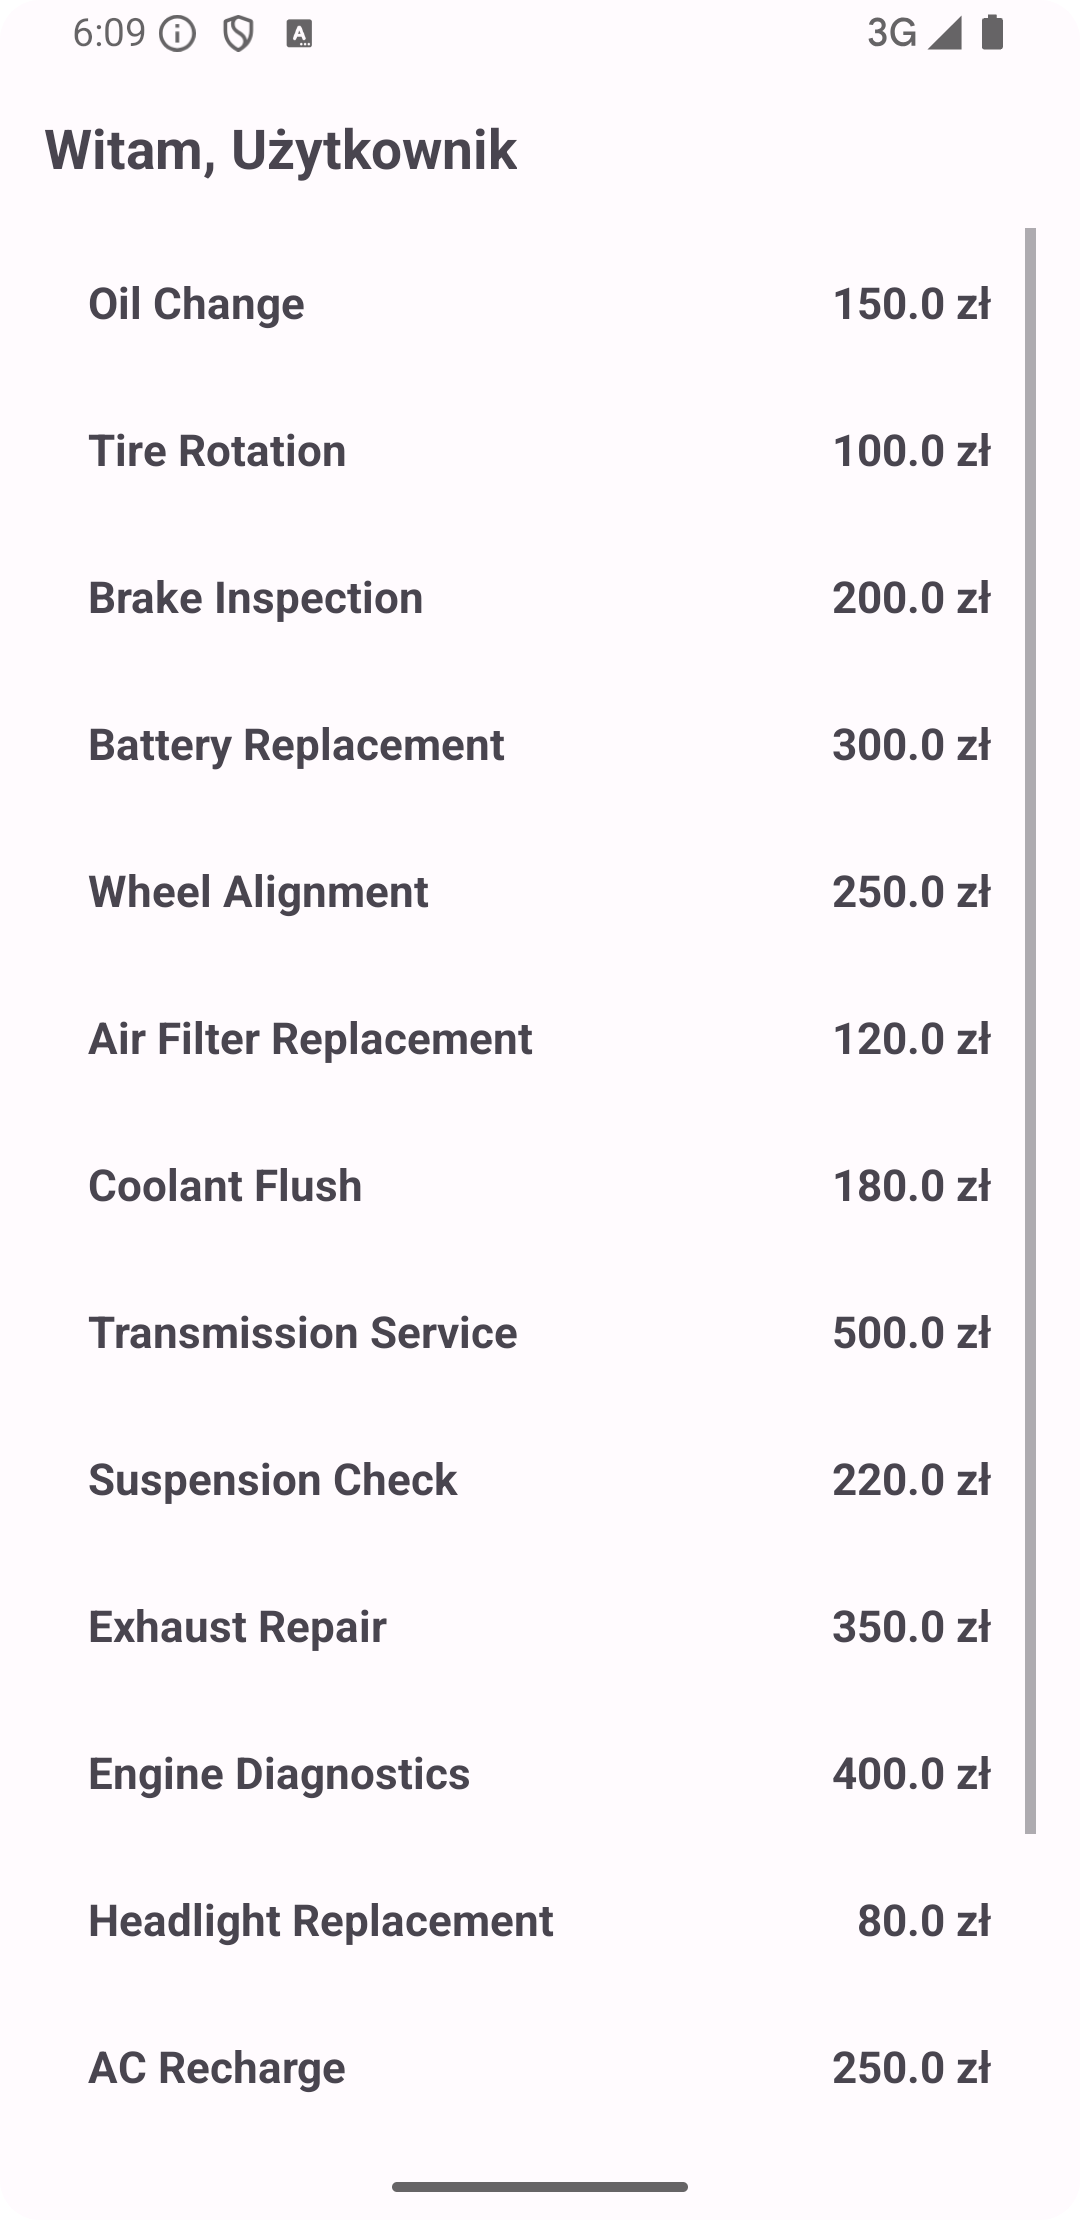 6:09 3G
Witam, Użytkownik
Oil Change 150.0 zł
Tire Rotation 100.0 zł
Brake Inspection 200.0 zł
Battery Replacement 300.0 zł
Wheel Alignment 250.0 zł
Air Filter Replacement 120.0 zł
Coolant Flush 180.0 zł
Transmission Service 500.0 zł
Suspension Check 220.0 zł
Exhaust Repair 350.0 zł
Engine Diagnostics 400.0 zł
Headlight Replacement 80.0 zł
AC Recharge 250.0 zł